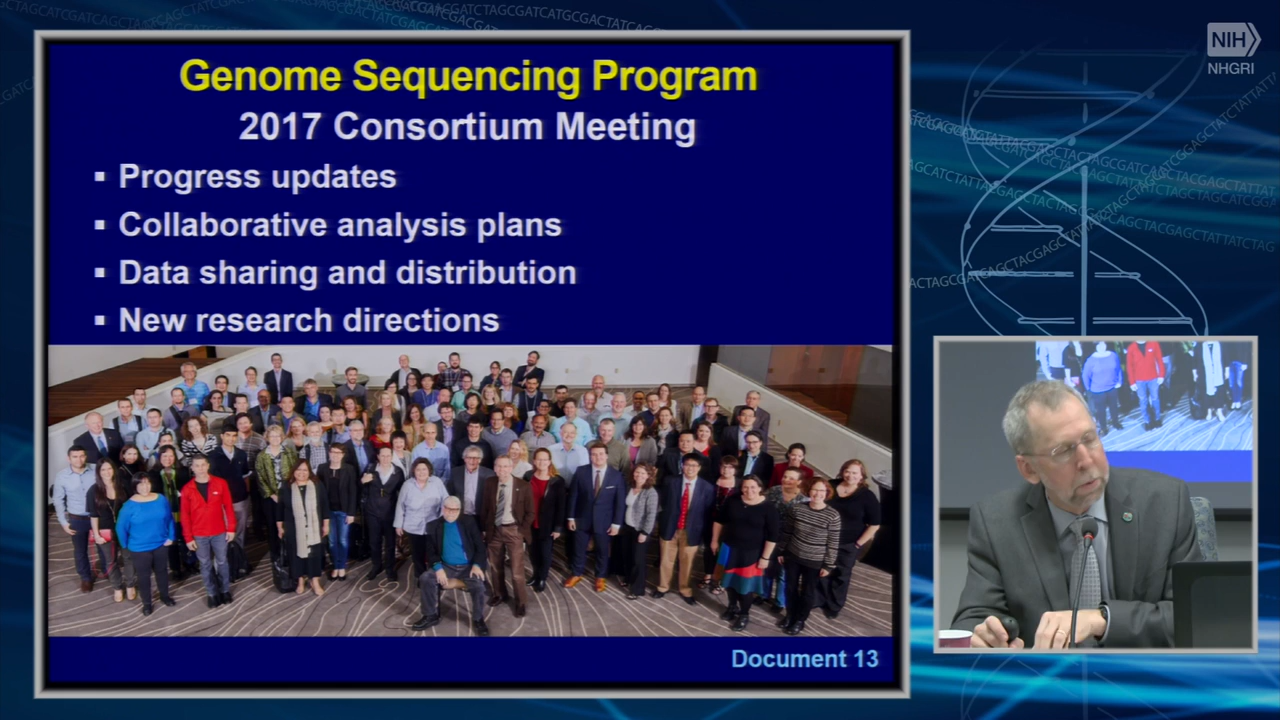 Genome Sequencing Program
2017 Consortium Meeting
▪ Progress updates
▪ Collaborative analysis plans
▪ Data sharing and distribution
▪ New research directions
Document 13
NIH
NHGRI